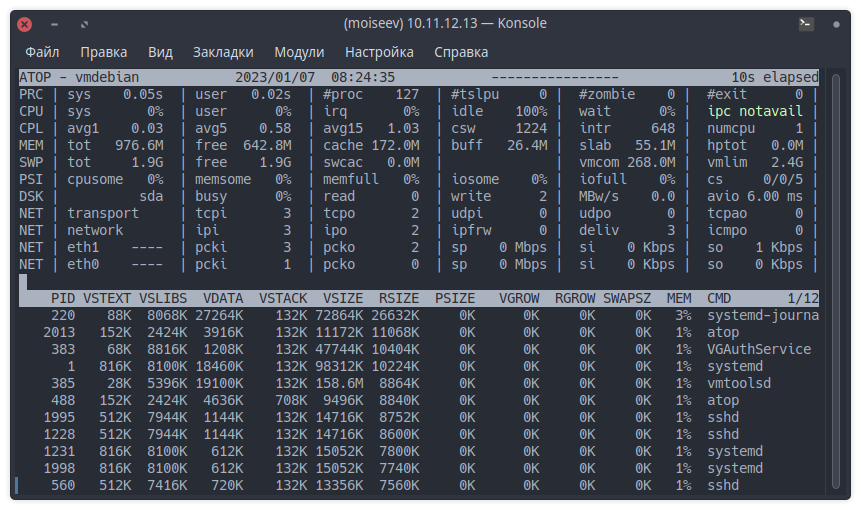 (moiseev) 10.11.12.13 — Konsole
Файл Правка Вид Закладки Модули Настройка Справка
ATOP - vmdebian 2023/01/07 08:24:35 ---------------- 10s elapsed
PRC | sys 0.05s | user 0.02s | #proc 127 | #tslpu 0 | #zombie 0 | #exit 0 |
CPU | sys 0% | user 0% | irq 0% | idle 100% | wait 0% | ipc notavail |
CPL | avg1 0.03 | avg5 0.58 | avg15 1.03 | csw 1224 | intr 648 | numcpu 1 |
MEM | tot 976.6M | free 642.8M | cache 172.0M | buff 26.4M | slab 55.1M | hptot 0.0M |
SWP | tot 1.9G | free 1.9G | swcac 0.0M | | vmcom 268.0M | vmlim 2.4G |
PSI | cpusome 0% | memsome 0% | memfull 0% | iosome 0% | iofull 0% | cs 0/0/5 |
DSK | sda | busy 0% | read 0 | write 2 | MBw/s 0.0 | avio 6.00 ms |
NET | transport | tcpi 3 | tcpo 2 | udpi 0 | udpo 0 | tcpao 0 |
NET | network | ipi 3 | ipo 2 | ipfrw 0 | deliv 3 | icmpo 0 |
NET | eth1 ---- | pcki 3 | pcko 2 | sp 0 Mbps | si 0 Kbps | so 1 Kbps |
NET | eth0 ---- | pcki 1 | pcko 0 | sp 0 Mbps | si 0 Kbps | so 0 Kbps |
PID VSTEXT VSLIBS VDATA VSTACK VSIZE RSIZE PSIZE VGROW RGROW SWAPSZ MEM CMD 1/12
220 88K 8068K 27264K 132K 72864K 26632K 0K 0K 0K 0K 3% systemd-journa
2013 152K 2424K 3916K 132K 11172K 11068K 0K 0K 0K 0K 1% atop
383 68K 8816K 1208K 132K 47744K 10404K 0K 0K 0K 0K 1% VGAuthService
1 816K 8100K 18460K 132K 98312K 10224K 0K 0K 0K 0K 1% systemd
385 28K 5396K 19100K 132K 158.6M 8864K 0K 0K 0K 0K 1% vmtoolsd
488 152K 2424K 4636K 708K 9496K 8840K 0K 0K 0K 0K 1% atop
1995 512K 7944K 1144K 132K 14716K 8752K 0K 0K 0K 0K 1% sshd
1228 512K 7944K 1144K 132K 14716K 8600K 0K 0K 0K 0K 1% sshd
1231 816K 8100K 612K 132K 15052K 7800K 0K 0K 0K 0K 1% systemd
1998 816K 8100K 612K 132K 15052K 7740K 0K 0K 0K 0K 1% systemd
560 512K 7416K 720K 132K 13356K 7560K 0K 0K 0K 0K 1% sshd